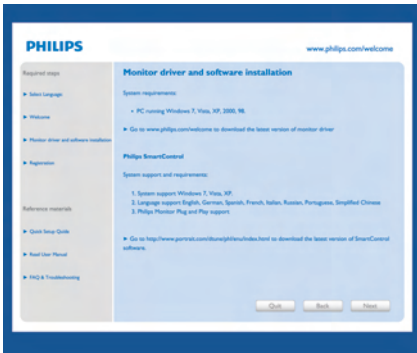 PHILIPS
www.philips.com/welcome
Required steps
Select Language
Welcome
Monitor driver and software installation
Registration
Reference materials
Quick Setup Guide
Read User Manual
FAQ & Troubleshooting
Monitor driver and software installation
System requirements:
• PC running Windows 7, Vista, XP, 2000, 98.
Go to www.philips.com/welcome to download the latest version of monitor driver
Philips SmartControl
System support and requirements:
1. System support Windows 7, Vista, XP.
2. Language support English, German, Spanish, French, Italian, Russian, Portuguese, Simplified Chinese
3. Philips Monitor Plug and Play support
Go to http://www.portrait.com/dtune/phl/enu/index.html to download the latest version of SmartControl
software.
Quit
Back
Next